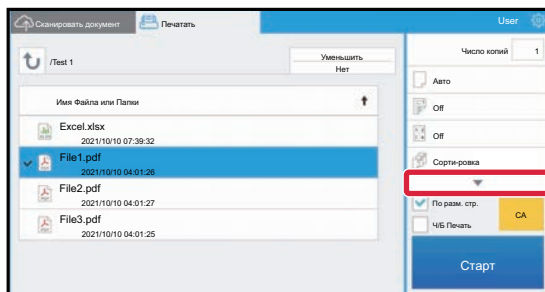 Сканировать документ
Печатать
User
/Test 1
Уменьшить
Нет
Число копий
1
Имя Файла или Папки
Авто
Excel.xlsx
2021/10/10 07:39:32
Off
File1.pdf
2021/10/10 04:01:26
Off
File2.pdf
2021/10/10 04:01:27
Сорти-ровка
File3.pdf
2021/10/10 04:01:25
По разм. стр.
Ч/Б Печать
CA
Старт